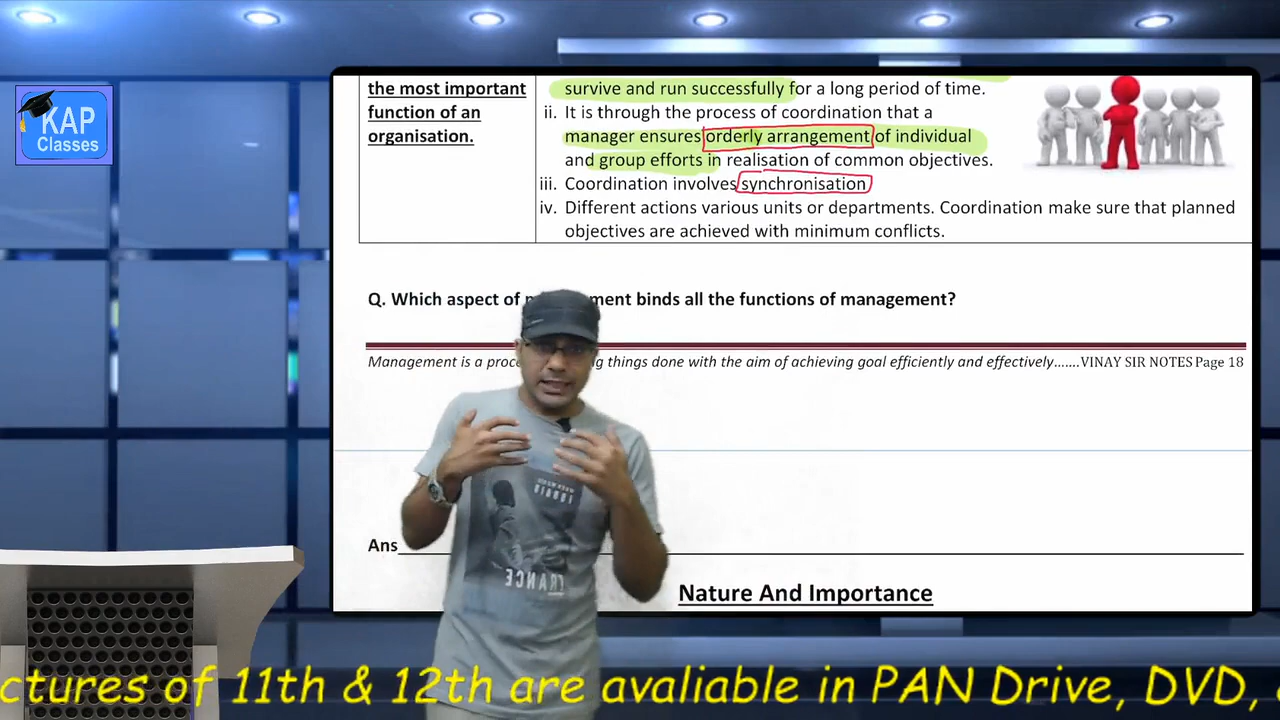 KAP
Classes
the most important
function of an
organisation.
survive and run successfully for a long period of time.
ii. It is through the process of coordination that a
manager ensures orderly arrangement of individual
and group efforts in realisation of common objectives.
iii. Coordination involves synchronisation
iv. Different actions various units or departments. Coordination make sure that planned
objectives are achieved with minimum conflicts.
Q. Which aspect of ment binds all the functions of management?
Management is a proc g things done with the aim of achieving goal efficiently and effectively.......VINAY SIR NOTES Page 18
Ans
Nature And Importance
FRANCE
ctures of 11th & 12th are avaliable in PAN Drive, DVD,